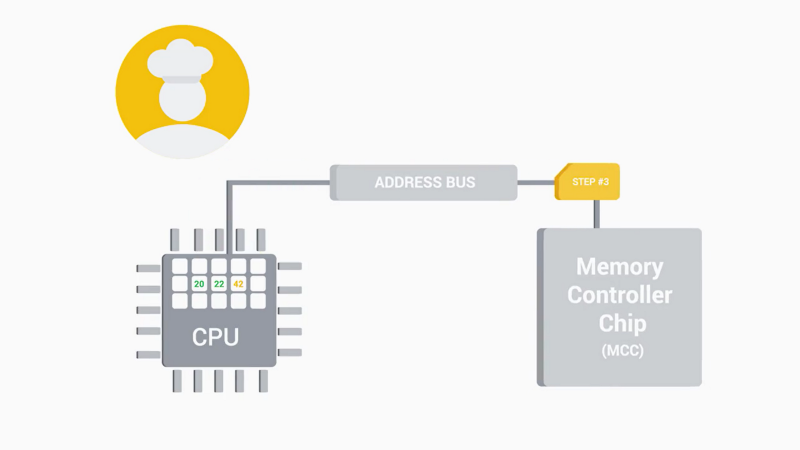 ADDRESS BUS
STEP #3
20 22 42
CPU
Memory
Controller
Chip
(MCC)